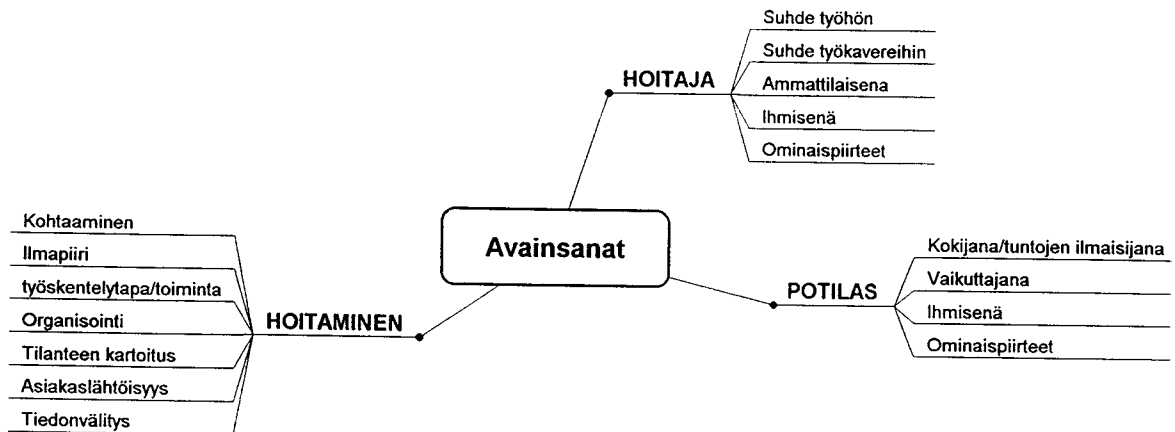 Avainsanat
HOITAJA
Suhde työhön
Suhde työkavereihin
Ammattilaisena
Ihmisenä
Ominaispiirteet
POTILAS
Kokijana/tuntojen ilmaisijana
Vaikuttajana
Ihmisenä
Ominaispiirteet
HOITAMINEN
Kohtaaminen
Ilmapiiri
työskentelytapa/toiminta
Organisointi
Tilanteen kartoitus
Asiakaslähtöisyys
Tiedonvälitys